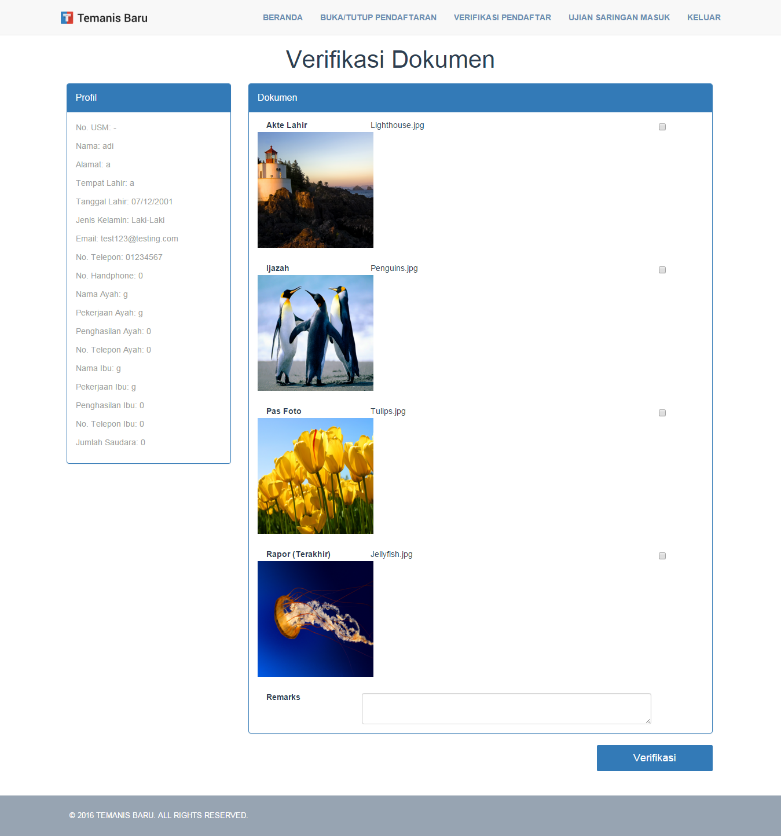 Temanis Baru
BERANDA BUKA/TUTUP PENDAFTARAN VERIFIKASI PENDAFTAR UJIAN SARINGAN MASUK KELUAR
Verifikasi Dokumen
Profil
No. USM: -
Nama: adi
Alamat: a
Tempat Lahir: a
Tanggal Lahir: 07/12/2001
Jenis Kelamin: Laki-Laki
Email: test123@testing.com
No. Telepon: 01234567
No. Handphone: 0
Nama Ayah: g
Pekerjaan Ayah: g
Penghasilan Ayah: 0
No. Telepon Ayah: 0
Nama Ibu: g
Pekerjaan Ibu: g
Penghasilan Ibu: 0
No. Telepon Ibu: 0
Jumlah Saudara: 0
Dokumen
Akte Lahir Lighthouse.jpg
Ijazah Penguins.jpg
Pas Foto Tulips.jpg
Rapor (Terakhir) Jellyfish.jpg
Remarks
Verifikasi
© 2016 TEMANIS BARU. ALL RIGHTS RESERVED.